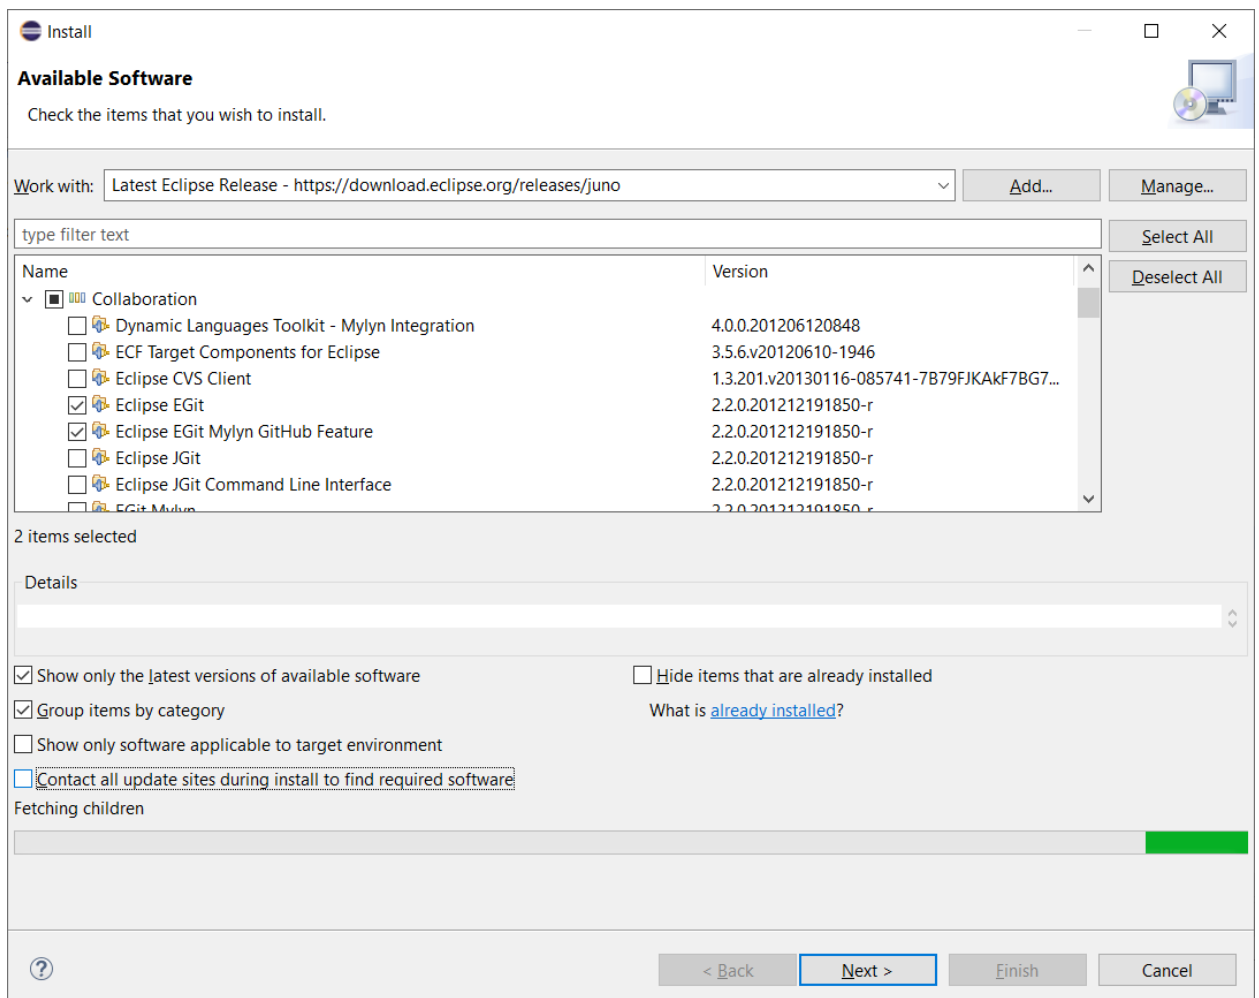 Install
Available Software
Check the items that you wish to install.
Work with: Latest Eclipse Release - https://download.eclipse.org/releases/juno Add... Manage...
type filter text Select All
Name Version Deselect All
Collaboration
Dynamic Languages Toolkit - Mylyn Integration 4.0.0.201206120848
ECF Target Components for Eclipse 3.5.6.v20120610-1946
Eclipse CVS Client 1.3.201.v20130116-085741-7B79FJKAkF7BG7...
Eclipse EGit 2.2.0.201212191850-r
Eclipse EGit Mylyn GitHub Feature 2.2.0.201212191850-r
Eclipse JGit 2.2.0.201212191850-r
Eclipse JGit Command Line Interface 2.2.0.201212191850-r
EGit Mylyn 2.2.0.201212191850-r
2 items selected
Details
Show only the latest versions of available software Hide items that are already installed
Group items by category What is already installed?
Show only software applicable to target environment
Contact all update sites during install to find required software
Fetching children
< Back Next > Finish Cancel